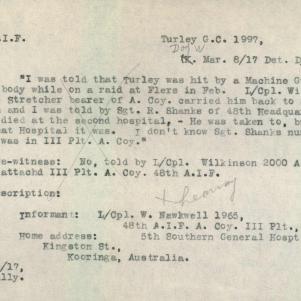 A.I.F. Turley G.C. 1997,
D of W
K. Mar. 8/17 Det. D
"I was told that Turley was hit by a Machine G
body while on a raid at Flers in Feb. L/Cpl. W
Stretcher bearer of A. Coy. carried him back to
and I was told by Sgt. R. Shanks of 48th Headqua
died at the second hospital, - He was taken to, b
at Hospital it was. I don't know Sgt. Shanks nu
was in III Plt. A. Coy."
e-witness: No, told by L/Cpl. Wilkinson 2000 A
attachd III Plt. A. Coy. 48th A.I.F.
scription:
Informant: L/Cpl. W. Newkwell 1965,
48th A.I.F. A. Coy. III Plt.,
Home address: 5th Southern General Hospit
Kingston St.,
Kooringa, Australia.
/17,
lly.